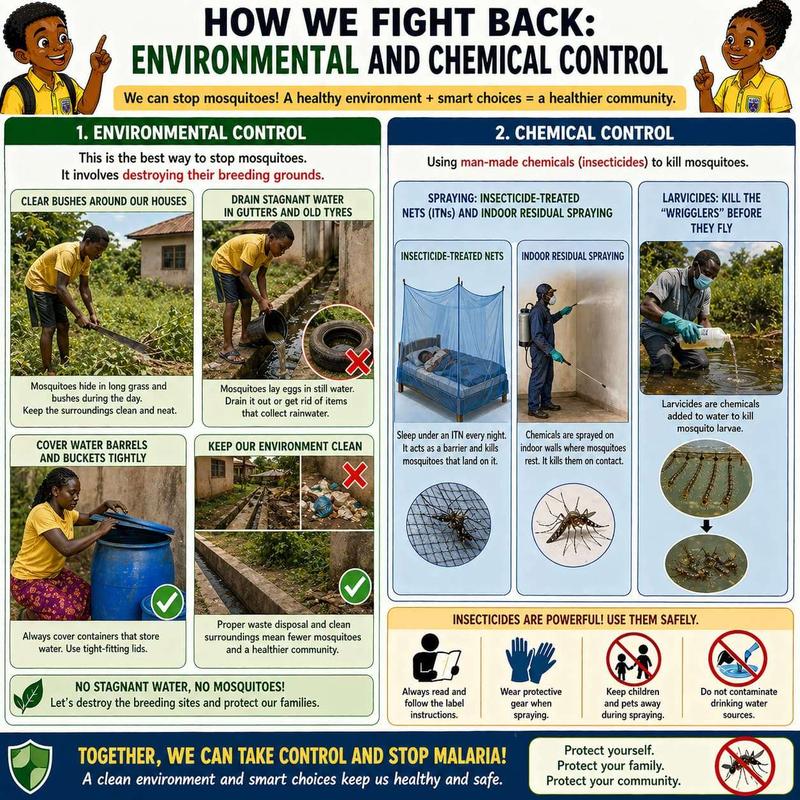 HOW WE FIGHT BACK:
ENVIRONMENTAL AND CHEMICAL CONTROL
We can stop mosquitoes! A healthy environment + smart choices = a healthier community.
1. ENVIRONMENTAL CONTROL
This is the best way to stop mosquitoes.
It involves destroying their breeding grounds.
CLEAR BUSHES AROUND OUR HOUSES
Mosquitoes hide in long grass and
bushes during the day.
Keep the surroundings clean and neat.
DRAIN STAGNANT WATER
IN GUTTERS AND OLD TYRES
Mosquitoes lay eggs in still water.
Drain it out or get rid of items
that collect rainwater.
COVER WATER BARRELS
AND BUCKETS TIGHTLY
Always cover containers that store
water. Use tight-fitting lids.
KEEP OUR ENVIRONMENT CLEAN
Proper waste disposal and clean
surroundings mean fewer mosquitoes
and a healthier community.
NO STAGNANT WATER, NO MOSQUITOES!
Let's destroy the breeding sites and protect our families.
2. CHEMICAL CONTROL
Using man-made chemicals (insecticides) to kill mosquitoes.
SPRAYING: INSECTICIDE-TREATED
NETS (ITNs) AND INDOOR RESIDUAL SPRAYING
INSECTICIDE-TREATED NETS
Sleep under an ITN every night.
It acts as a barrier and kills
mosquitoes that land on it.
INDOOR RESIDUAL SPRAYING
Chemicals are sprayed on
indoor walls where mosquitoes
rest. It kills them on contact.
LARVICIDES: KILL THE
"WRIGGLERS" BEFORE
THEY FLY
Larvicides are chemicals
added to water to kill
mosquito larvae.
INSECTICIDES ARE POWERFUL! USE THEM SAFELY.
Always read and
follow the label
instructions.
Wear protective
gear when
spraying.
Keep children
and pets away
during spraying.
Do not contaminate
drinking water
sources.
TOGETHER, WE CAN TAKE CONTROL AND STOP MALARIA!
A clean environment and smart choices keep us healthy and safe.
Protect yourself.
Protect your family.
Protect your community.